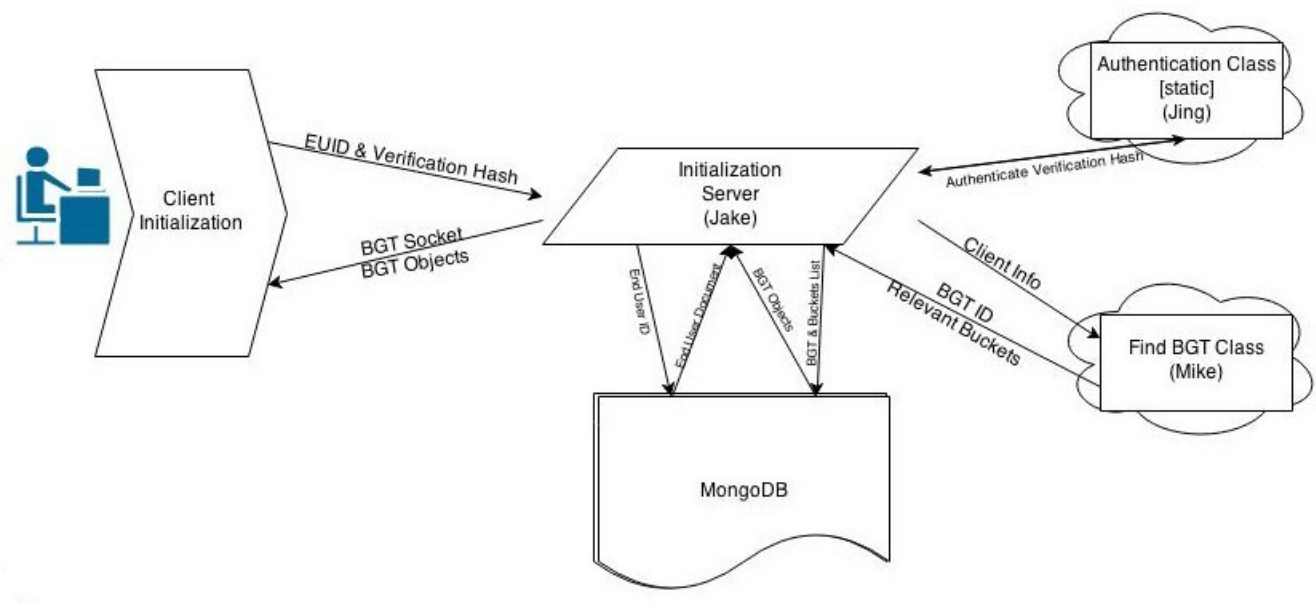 Client
Initialization
EUID & Verification Hash
BGT Socket
BGT Objects
Initialization
Server
(Jake)
Authentication Class
[static]
(Jing)
Authenticate Verification Hash
Client Info
BGT ID
Relevant Buckets
Find BGT Class
(Mike)
End User ID
End User Document
BGT Objects
BGT & Buckets List
MongoDB